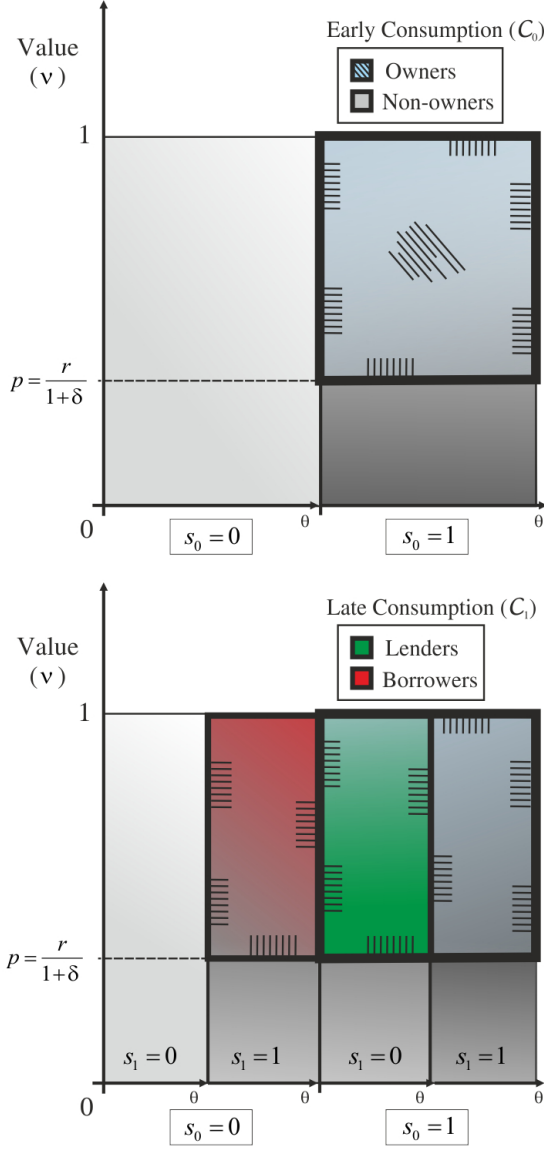 Early Consumption (C₀)
Value
(ν)
Owners
Non-owners
1
p = r/(1+δ)
0
θ
θ
s₀ = 0
s₀ = 1
Late Consumption (C₁)
Value
(ν)
Lenders
Borrowers
1
p = r/(1+δ)
s₁ = 0
s₁ = 1
s₁ = 0
s₁ = 1
0
θ
θ
θ
θ
s₀ = 0
s₀ = 1